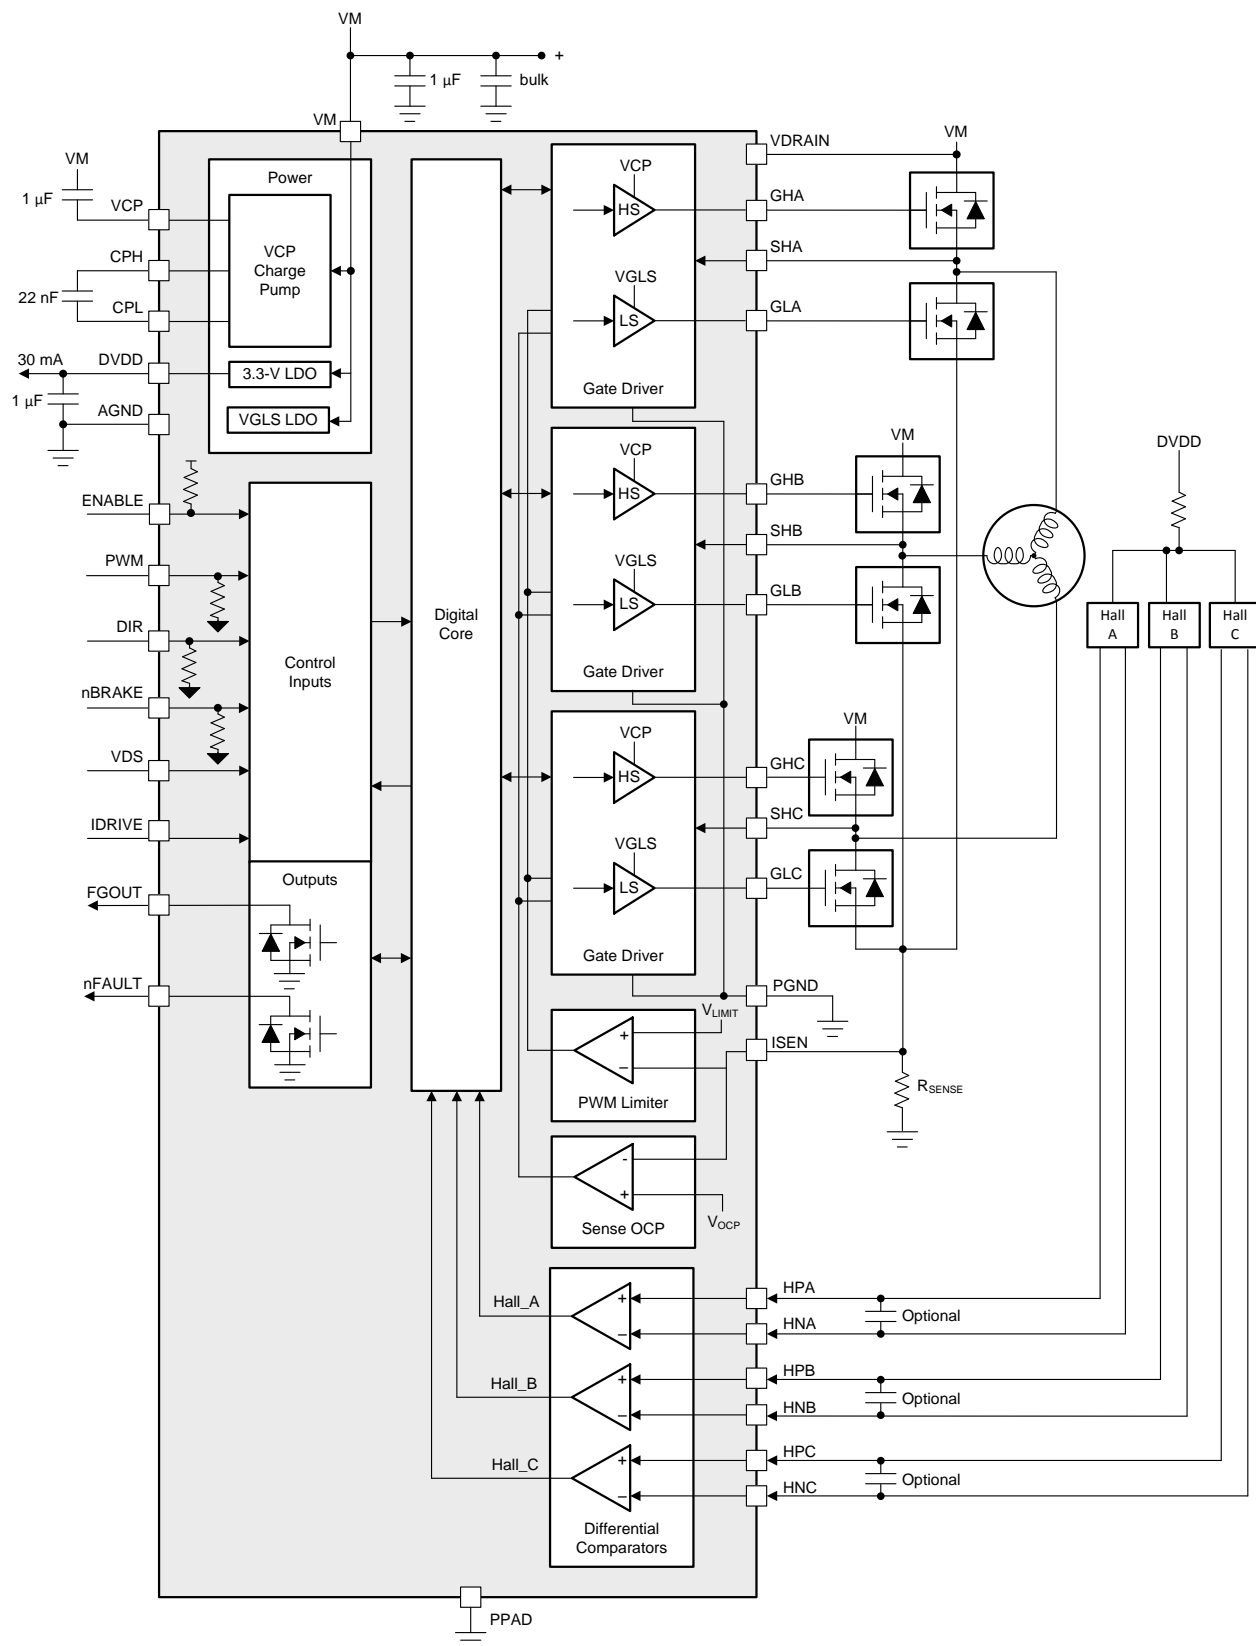 VM
+
1 µF
bulk
VM
VDRAIN
VM
VM
Power
VCP
GHA
1 µF
VCP
HS
VCP
Charge
Pump
CPH
SHA
22 nF
CPL
VGLS
GLA
LS
30 mA
DVDD
3.3-V LDO
Gate Driver
1 µF
AGND
VGLS LDO
VM
DVDD
VCP
GHB
HS
ENABLE
SHB
PWM
VGLS
GLB
LS
Hall
A
Hall
B
Hall
C
DIR
Digital
Core
Control
Inputs
Gate Driver
nBRAKE
VM
VDS
VCP
GHC
HS
IDRIVE
SHC
VGLS
GLC
LS
Outputs
FGOUT
Gate Driver
nFAULT
PGND
VLIMIT
+
–
ISEN
RSENSE
PWM Limiter
-
+
VOCP
Sense OCP
Hall_A
+
–
HPA
Optional
HNA
Hall_B
+
–
HPB
Optional
HNB
Hall_C
+
–
HPC
Optional
HNC
Differential
Comparators
PPAD